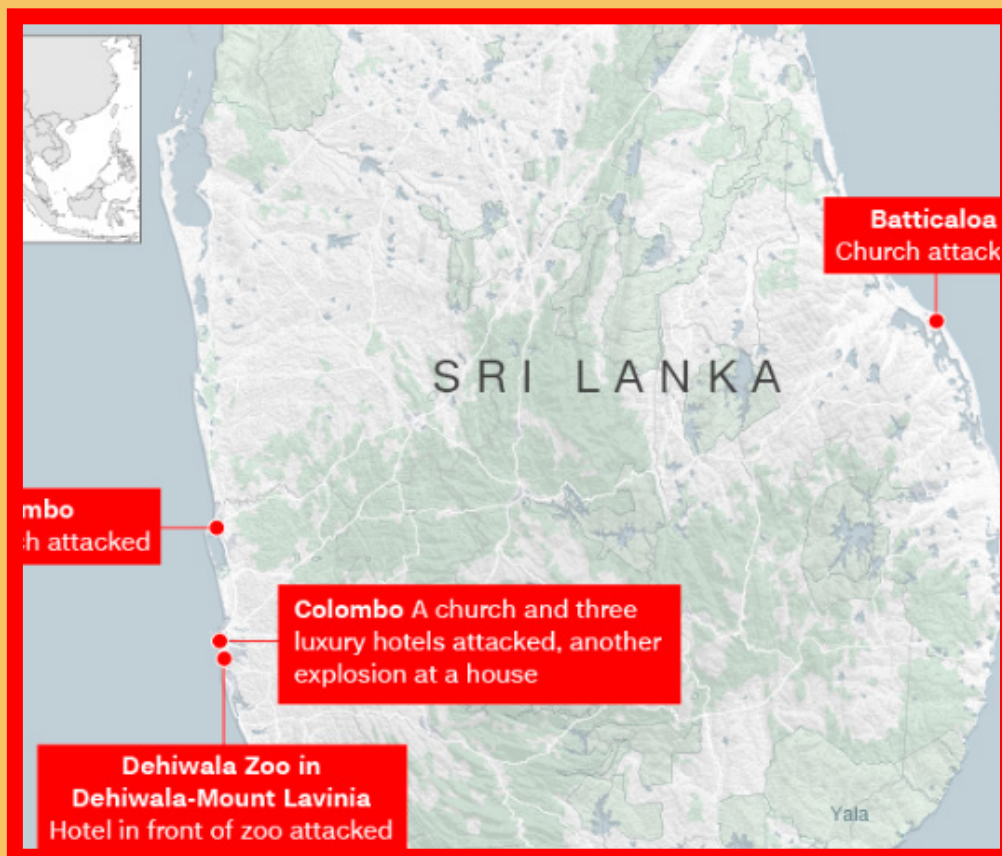 Batticaloa
Church attack
SRI LANKA
mbo
ch attacked
Colombo A church and three
luxury hotels attacked, another
explosion at a house
Dehiwala Zoo in
Dehiwala-Mount Lavinia
Hotel in front of zoo attacked
Yala